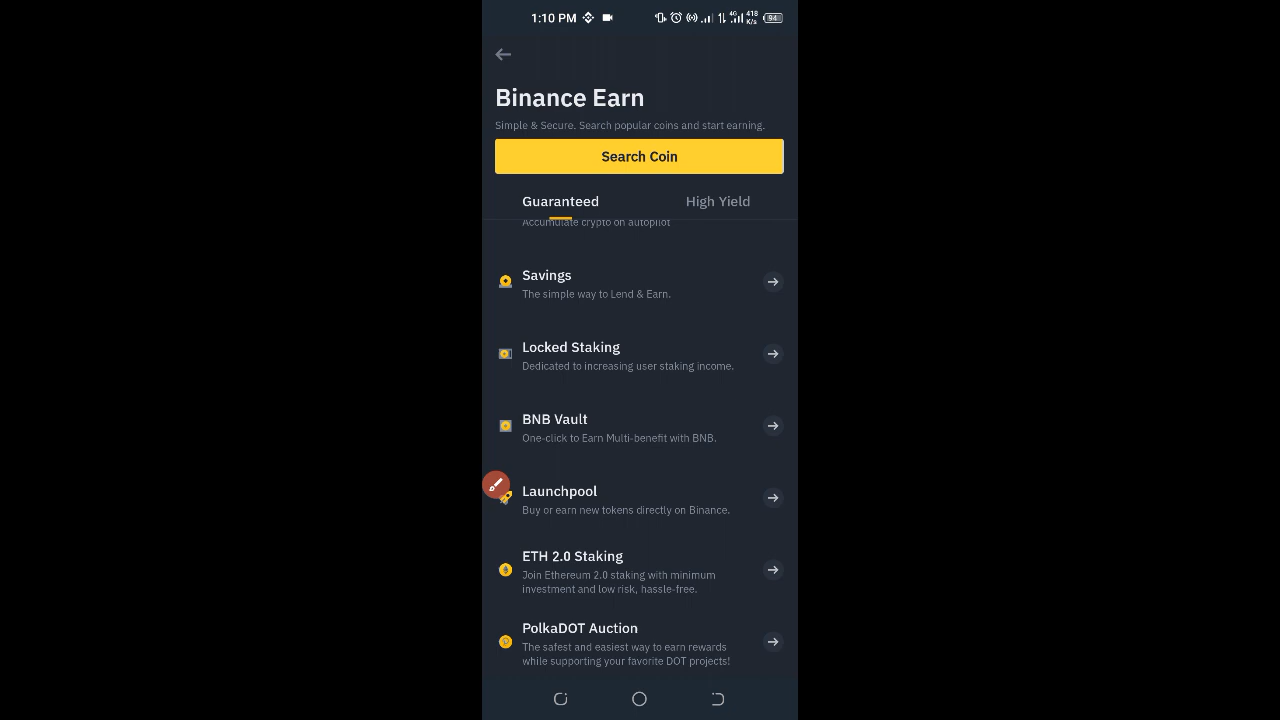 1:10 PM
4G 418 K/s 94
Binance Earn
Simple & Secure. Search popular coins and start earning.
Search Coin
Guaranteed High Yield
Accumulate crypto on autopilot
Savings
The simple way to Lend & Earn.
Locked Staking
Dedicated to increasing user staking income.
BNB Vault
One-click to Earn Multi-benefit with BNB.
Launchpool
Buy or earn new tokens directly on Binance.
ETH 2.0 Staking
Join Ethereum 2.0 staking with minimum
investment and low risk, hassle-free.
PolkaDOT Auction
The safest and easiest way to earn rewards
while supporting your favorite DOT projects!